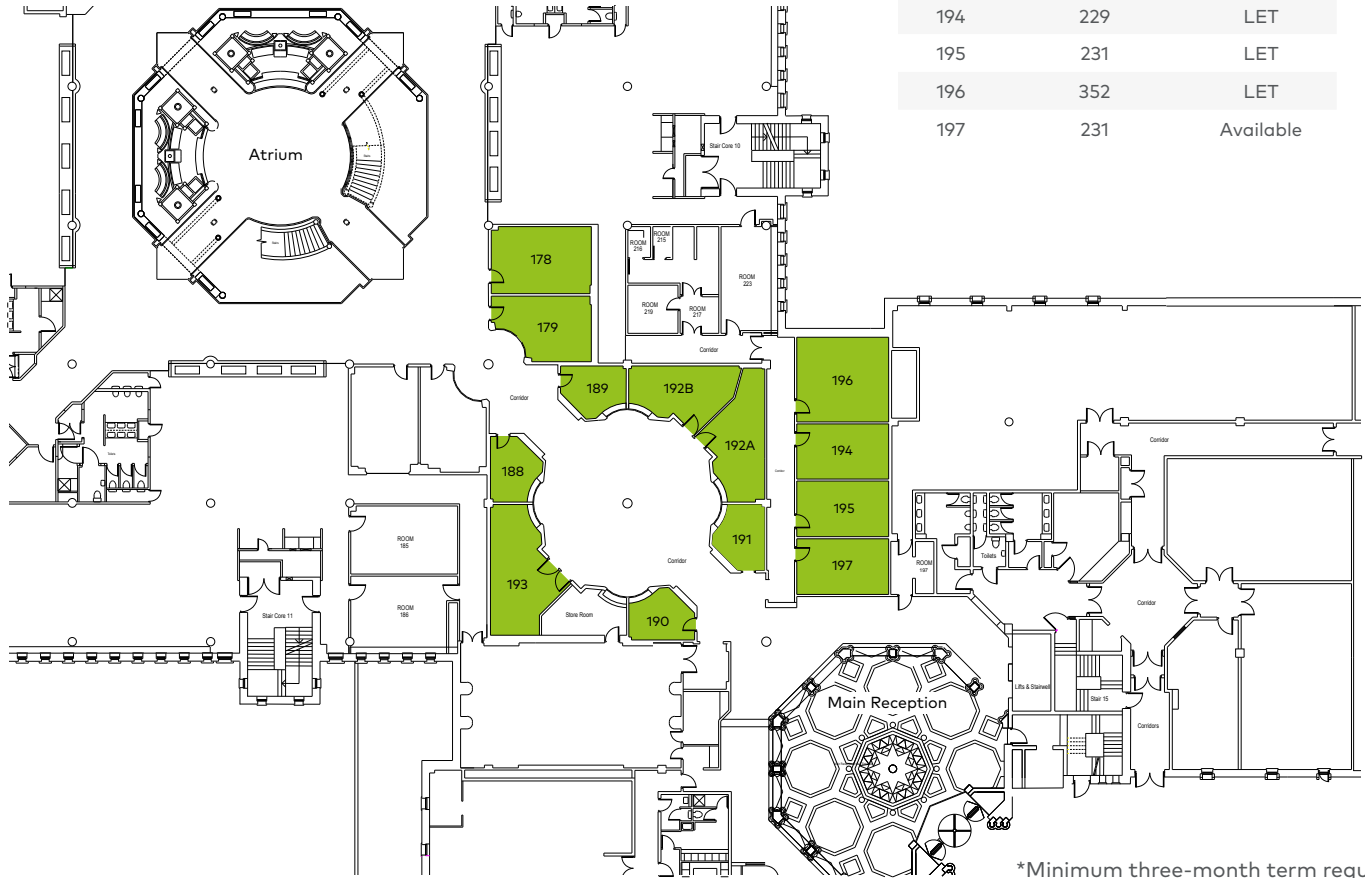 194 229 LET
195 231 LET
196 352 LET
197 231 Available
Atrium
Stair Core 10
178
ROOM
216
ROOM
215
ROOM
223
ROOM
219
ROOM
217
179
Corridor
189
192B
196
Corridor
192A
194
Corridor
188
195
191
Corridor
Toilets
ROOM
185
197
ROOM
197
193
Store Room
190
ROOM
186
Stair Core 11
Corridor
Main Reception
Lifts & Stairwell
Stair 15
Corridors
*Minimum three-month term requ